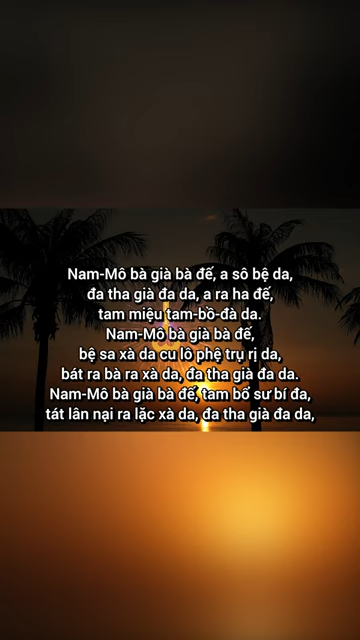 Nam-Mô bà già bà đế, a sô bệ da,
đa tha già đa da, a ra ha đế,
tam miệu tam-bồ-đà da.
Nam-Mô bà già bà đế,
bệ sa xà da cu lô phệ trụ rị da,
bát ra bà ra xà da, đa tha già đa da.
Nam-Mô bà già bà đế, tam bổ sư bí đa,
tát lân nại ra lặc xà da, đa tha già đa da,